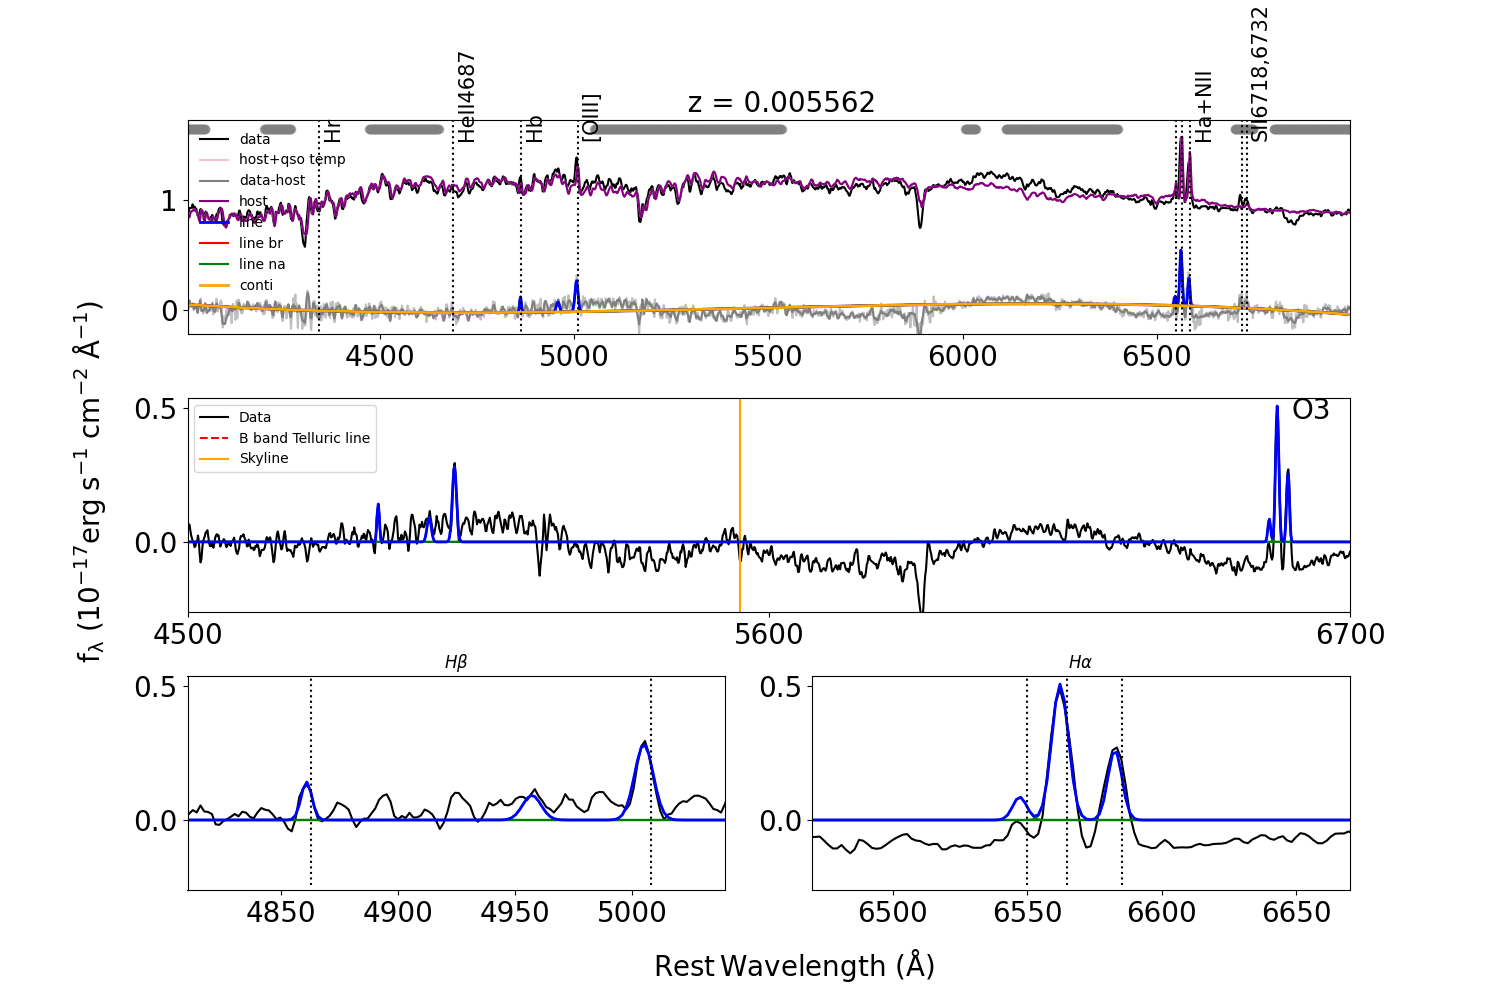 z = 0.005562
Hr
HeII4687
Hb
[OIII]
Ha+NII
SII6718,6732
data
host+qso temp
data-host
host
line
line br
line na
conti
1
0
4500 5000 5500 6000 6500
fλ (10⁻¹⁷erg s⁻¹ cm⁻² Å⁻¹)
Data
B band Telluric line
Skyline
O3
0.5
0.0
4500 5600 6700
Hβ
0.5
0.0
4850 4900 4950 5000
Hα
0.5
0.0
6500 6550 6600 6650
Rest Wavelength (Å)